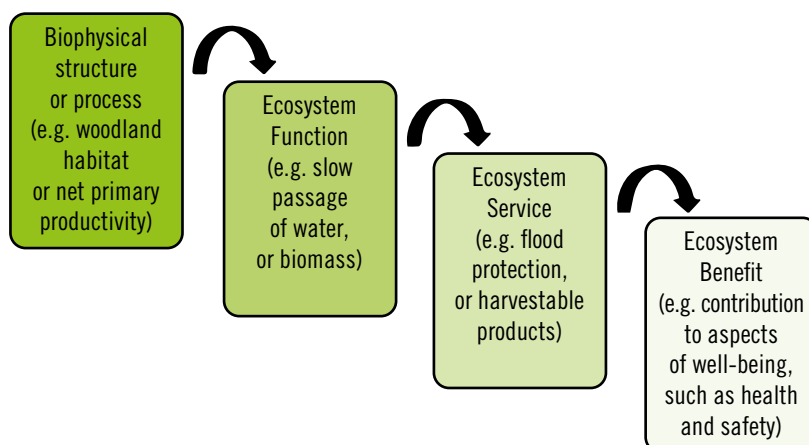 Biophysical
structure
or process
(e.g. woodland
habitat
or net primary
productivity)
Ecosystem
Function
(e.g. slow
passage
of water,
or biomass)
Ecosystem
Service
(e.g. flood
protection,
or harvestable
products)
Ecosystem
Benefit
(e.g. contribution
to aspects
of well-being,
such as health
and safety)